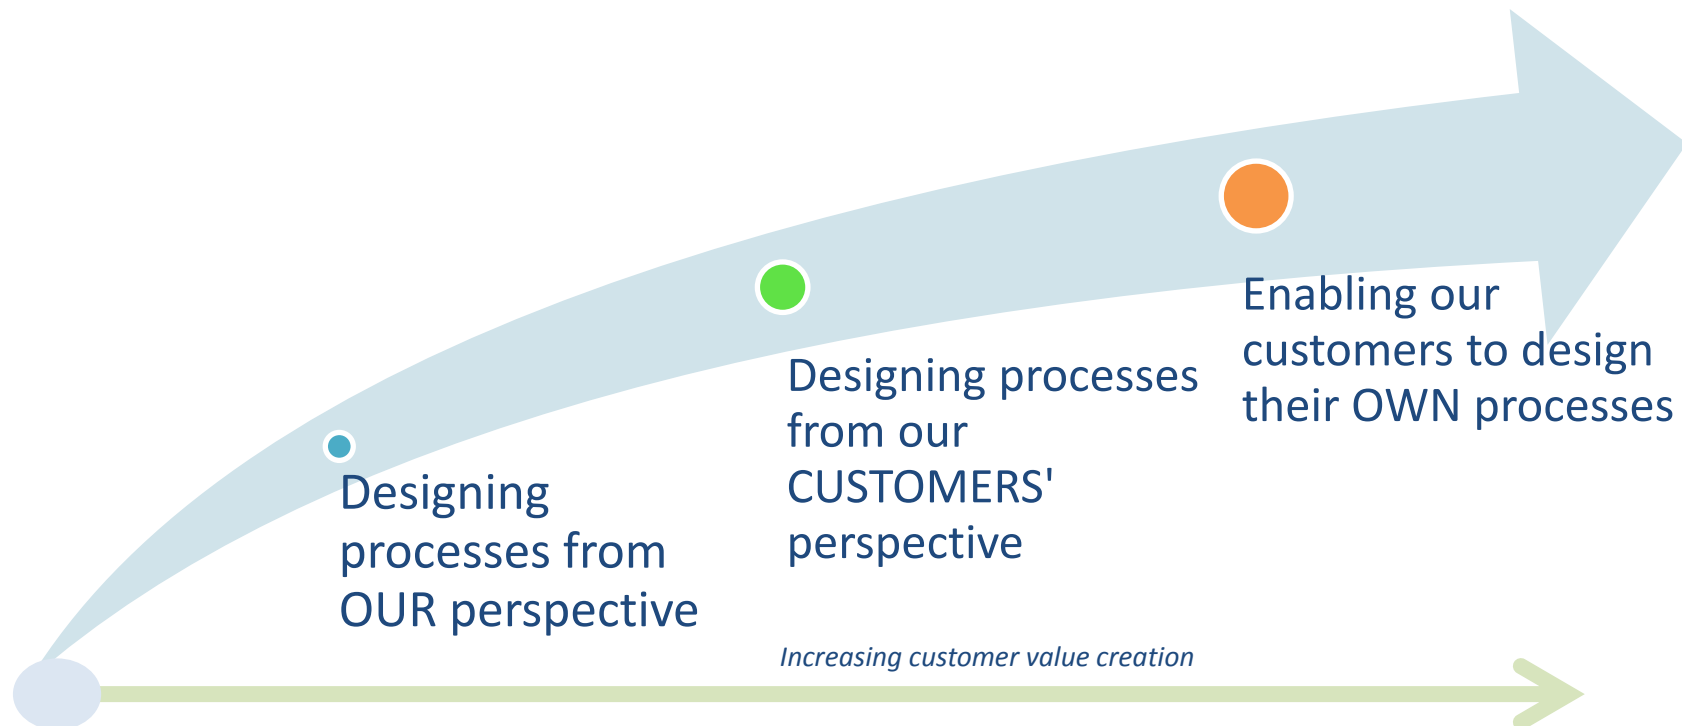 Designing
processes from
OUR perspective
Designing processes
from our
CUSTOMERS'
perspective
Enabling our
customers to design
their OWN processes
Increasing customer value creation